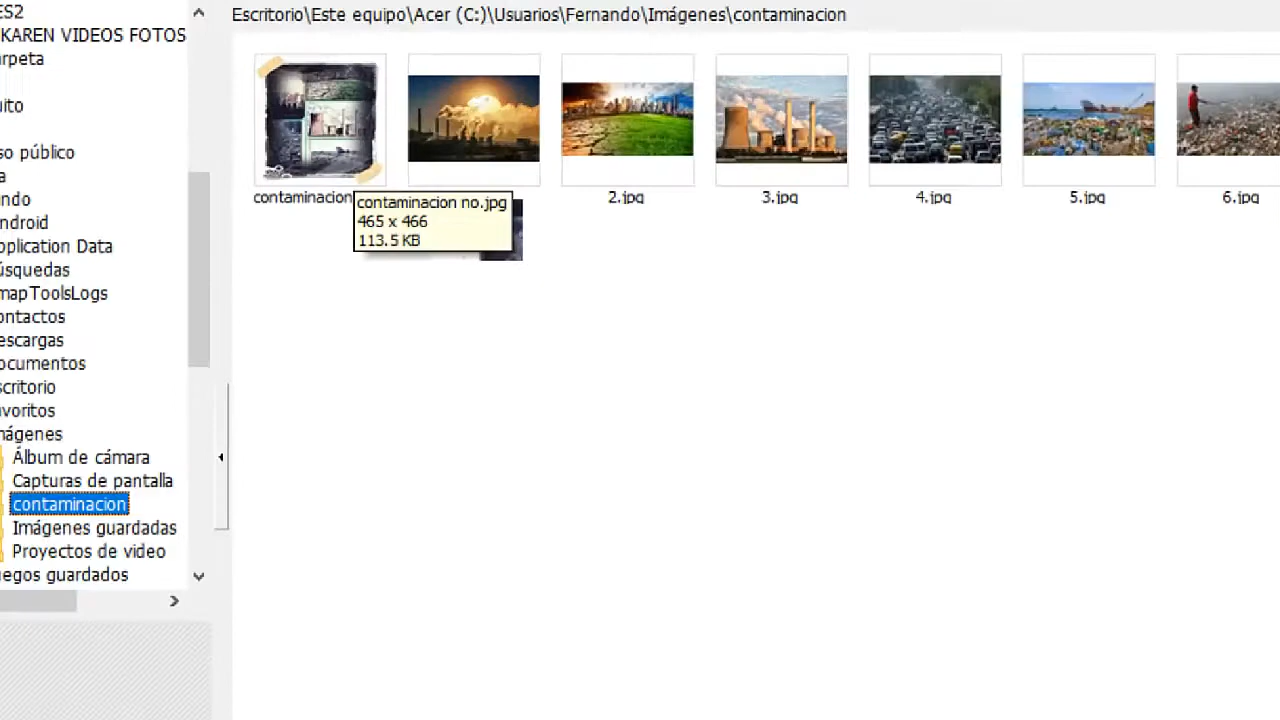 ES2
KAREN VIDEOS FOTOS
arpeta
uito
so público
a
ndo
ndroid
pplication Data
úsquedas
mapToolsLogs
ontactos
escargas
ocumentos
scritorio
avoritos
nágenes
Álbum de cámara
Capturas de pantalla
contaminacion
Imágenes guardadas
Proyectos de video
uegos guardados
Escritorio\Este equipo\Acer (C:)\Usuarios\Fernando\Imágenes\contaminacion
contaminacion
2.jpg
3.jpg
4.jpg
5.jpg
6.jpg
contaminacion no.jpg
465 x 466
113.5 KB